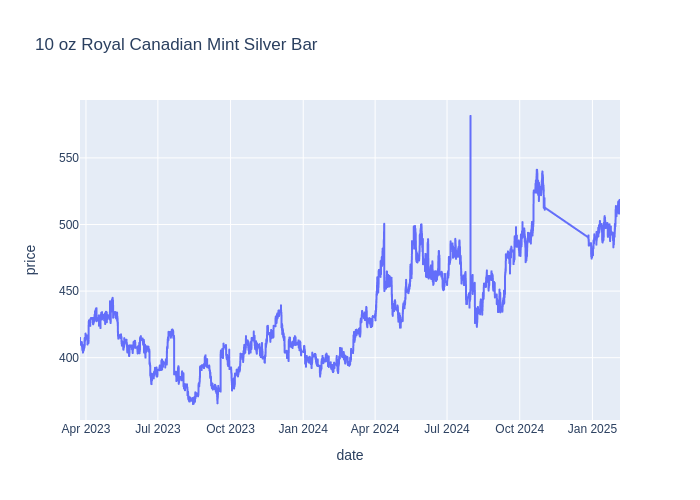 10 oz Royal Canadian Mint Silver Bar
price
550
500
450
400
Apr 2023
Jul 2023
Oct 2023
Jan 2024
Apr 2024
Jul 2024
Oct 2024
Jan 2025
date